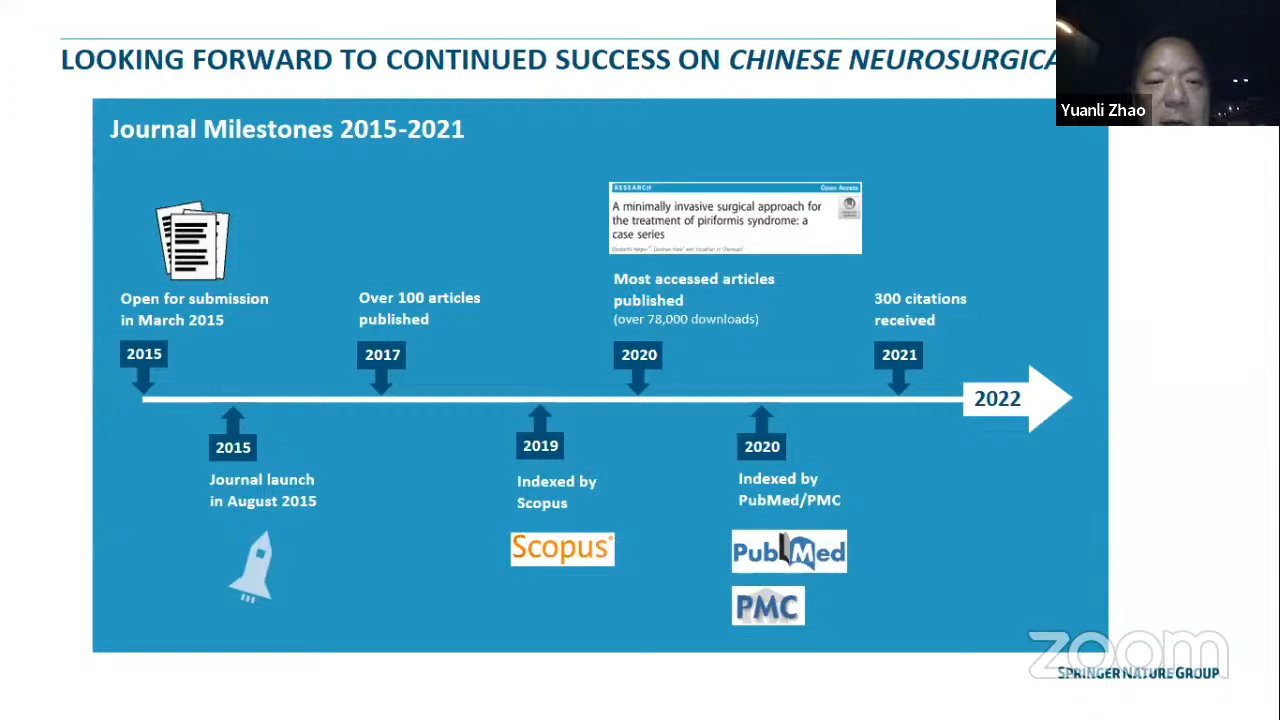 LOOKING FORWARD TO CONTINUED SUCCESS ON CHINESE NEUROSURGICA
Yuanli Zhao
Journal Milestones 2015-2021
RESEARCH Open Access
A minimally invasive surgical approach for
the treatment of piriformis syndrome: a
case series
Open for submission
in March 2015
Over 100 articles
published
Most accessed articles
published
(over 78,000 downloads)
300 citations
received
2015
2017
2020
2021
2022
2015
2019
2020
Journal launch
in August 2015
Indexed by
Scopus
Indexed by
PubMed/PMC
Scopus
PubMed
PMC
zoom
SPRINGER NATURE GROUP